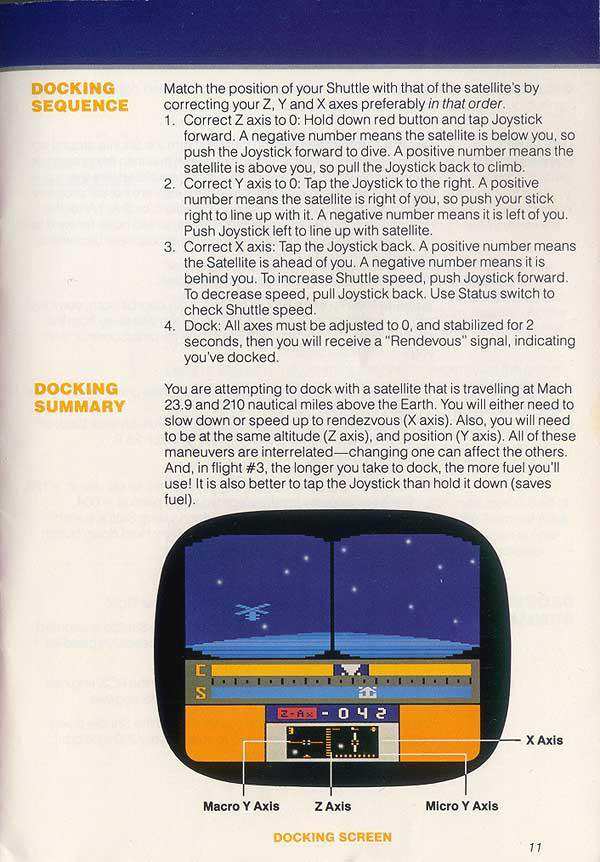 DOCKING
SEQUENCE
Match the position of your Shuttle with that of the satellite's by
correcting your Z, Y and X axes preferably in that order.
1. Correct Z axis to 0: Hold down red button and tap Joystick
forward. A negative number means the satellite is below you, so
push the Joystick forward to dive. A positive number means the
satellite is above you, so pull the Joystick back to climb.
2. Correct Y axis to 0: Tap the Joystick to the right. A positive
number means the satellite is right of you, so push your stick
right to line up with it. A negative number means it is left of you.
Push Joystick left to line up with satellite.
3. Correct X axis: Tap the Joystick back. A positive number means
the Satellite is ahead of you. A negative number means it is
behind you. To increase Shuttle speed, push Joystick forward.
To decrease speed, pull Joystick back. Use Status switch to
check Shuttle speed.
4. Dock: All axes must be adjusted to 0, and stabilized for 2
seconds, then you will receive a "Rendevous" signal, indicating
you've docked.
DOCKING
SUMMARY
You are attempting to dock with a satellite that is travelling at Mach
23.9 and 210 nautical miles above the Earth. You will either need to
slow down or speed up to rendezvous (X axis). Also, you will need
to be at the same altitude (Z axis), and position (Y axis). All of these
maneuvers are interrelated—changing one can affect the others.
And, in flight #3, the longer you take to dock, the more fuel you'll
use! It is also better to tap the Joystick than hold it down (saves
fuel).
C
S
Z-Ax - 042
X Axis
Macro Y Axis Z Axis Micro Y Axis
DOCKING SCREEN
11